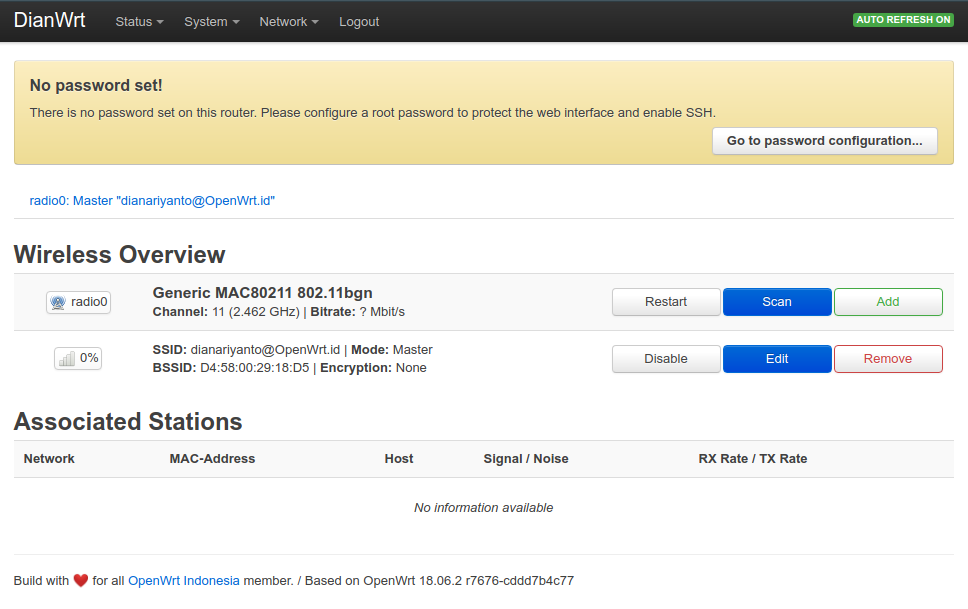 DianWrt Status System Network Logout AUTO REFRESH ON
No password set!
There is no password set on this router. Please configure a root password to protect the web interface and enable SSH.
Go to password configuration...
radio0: Master "dianariyanto@OpenWrt.id"
Wireless Overview
radio0
Generic MAC80211 802.11bgn
Channel: 11 (2.462 GHz) | Bitrate: ? Mbit/s
Restart Scan Add
0%
SSID: dianariyanto@OpenWrt.id | Mode: Master
BSSID: D4:58:00:29:18:D5 | Encryption: None
Disable Edit Remove
Associated Stations
Network MAC-Address Host Signal / Noise RX Rate / TX Rate
No information available
Build with ❤️ for all OpenWrt Indonesia member. / Based on OpenWrt 18.06.2 r7676-cddd7b4c77